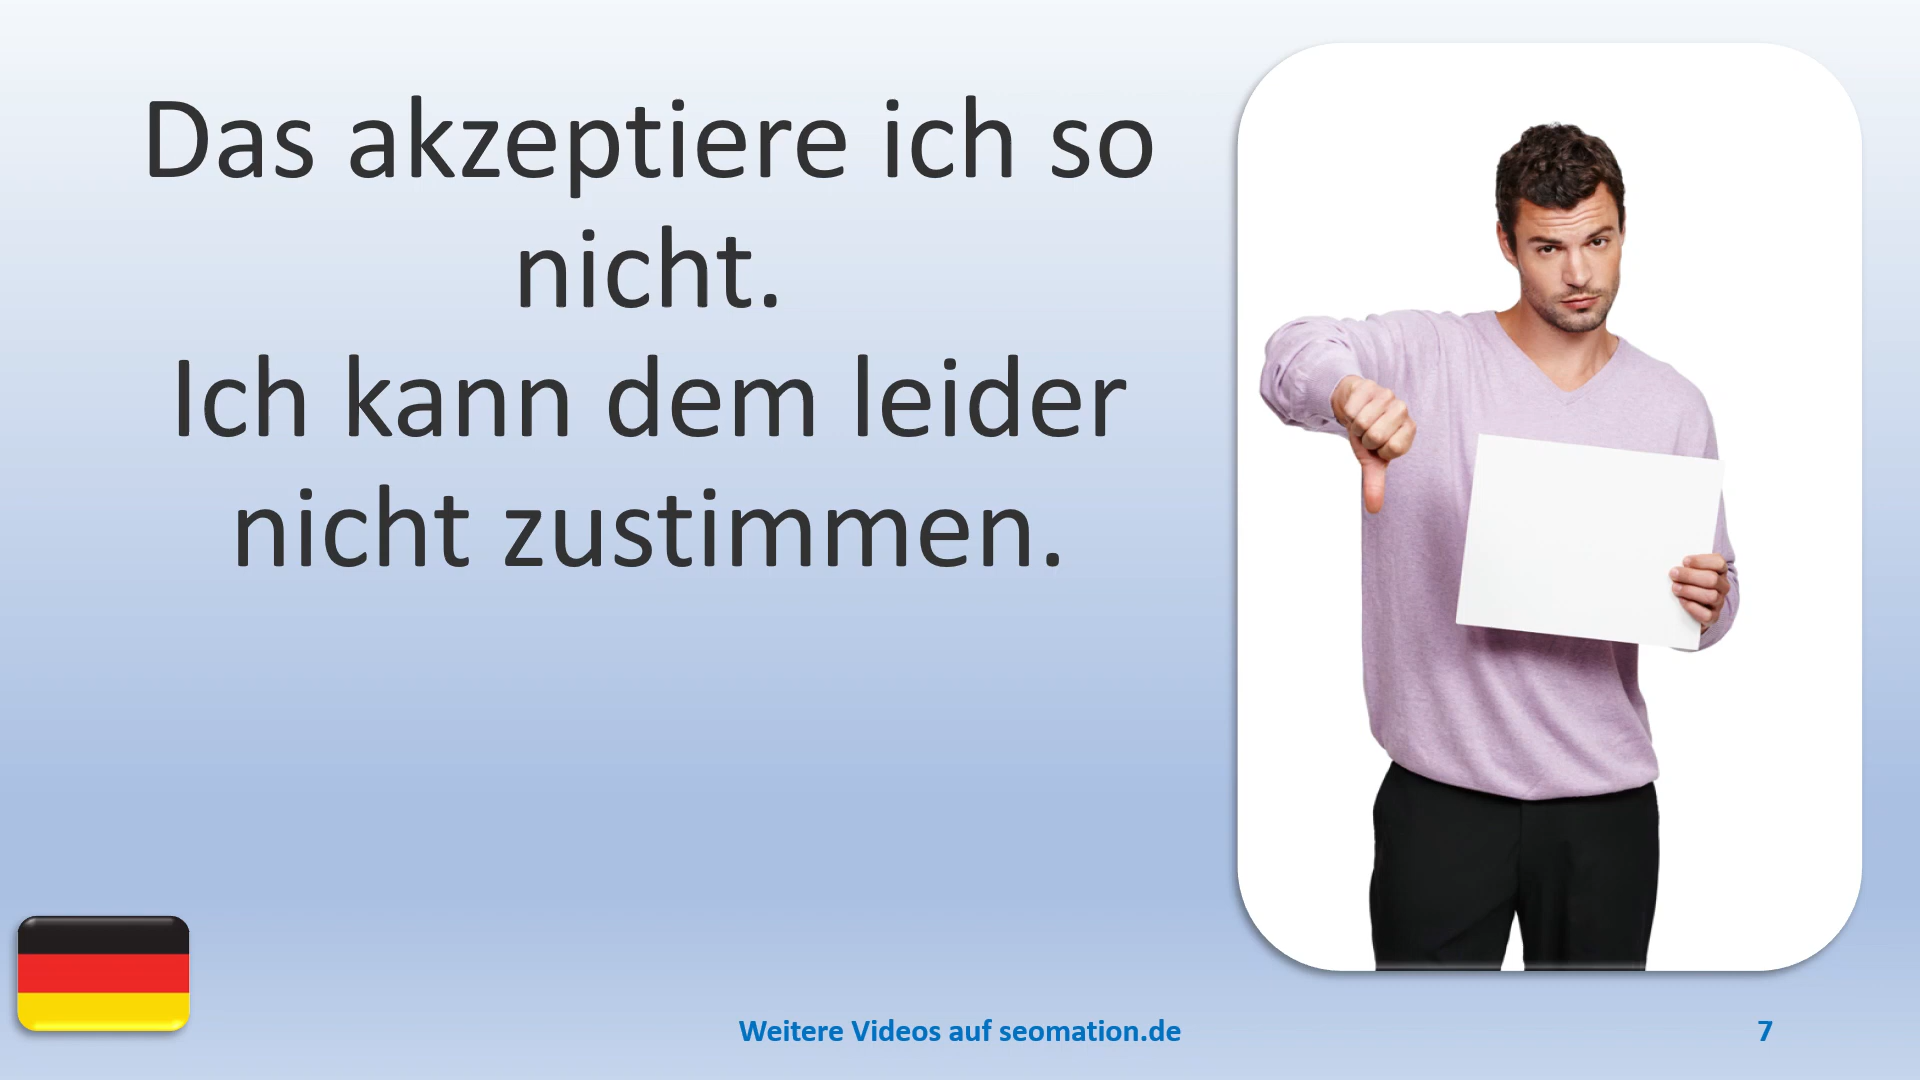 Das akzeptiere ich so
nicht.
Ich kann dem leider
nicht zustimmen.
Weitere Videos auf seomation.de
7